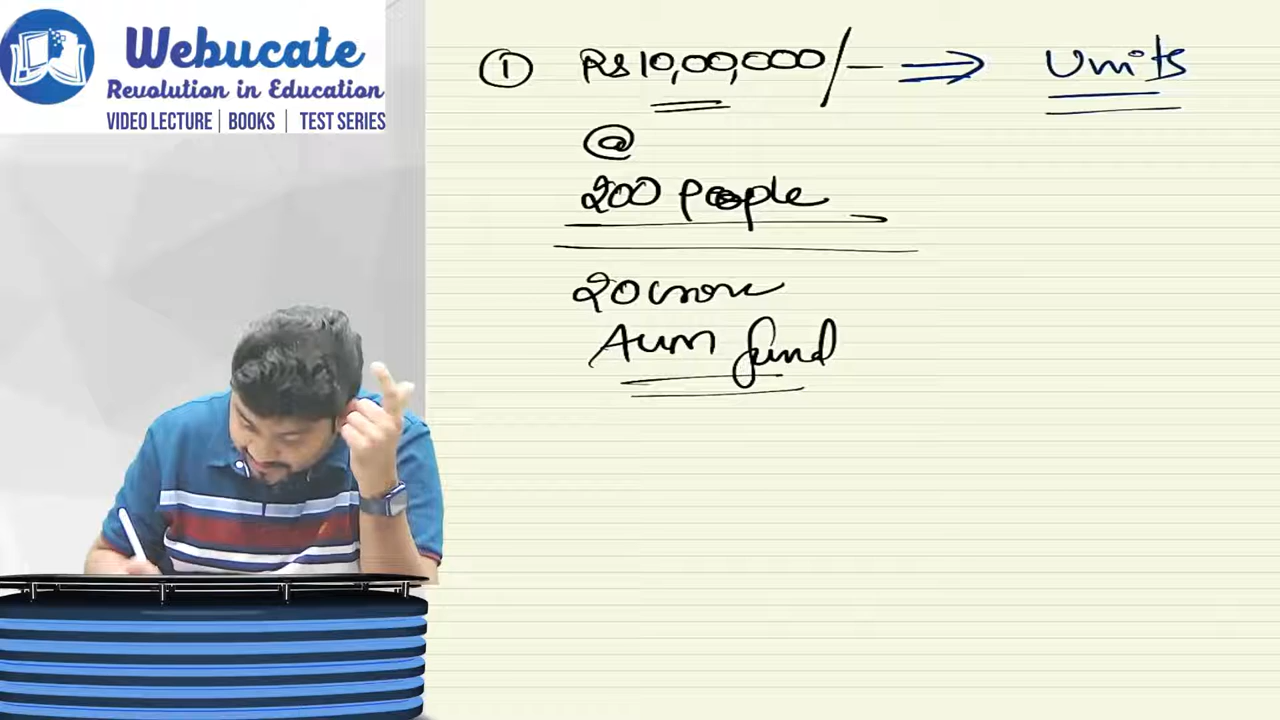 Webucate
Revolution in Education
VIDEO LECTURE | BOOKS | TEST SERIES
① Rs 10,00,000/- ⇒ Units
@
200 People
20 crore
AUM fund